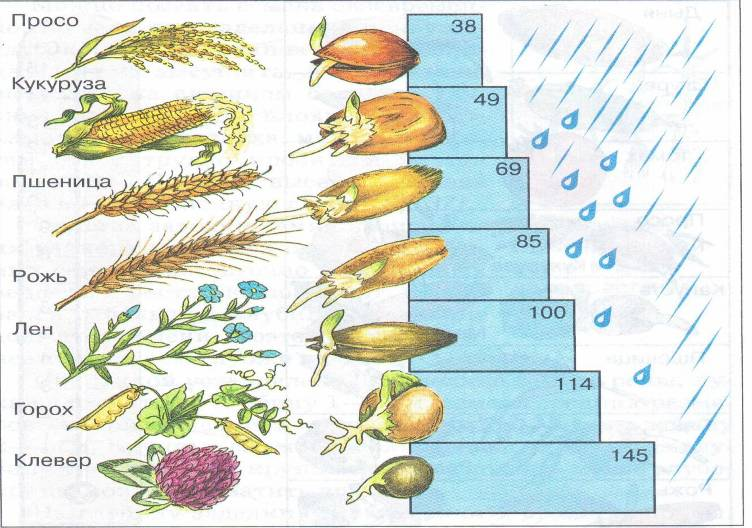 Просо
38
Кукуруза
49
Пшеница
69
85
Рожь
100
Лен
114
Горох
145
Клевер